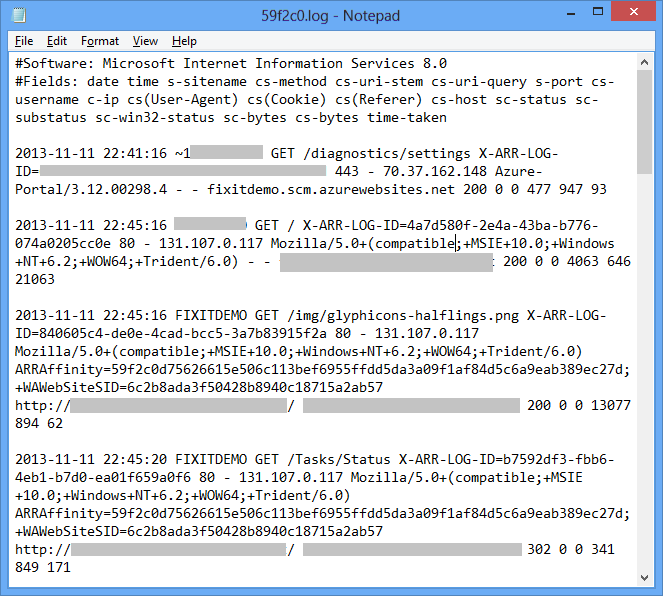 59f2c0.log - Notepad
File Edit Format View Help
#Software: Microsoft Internet Information Services 8.0
#Fields: date time s-sitename cs-method cs-uri-stem cs-uri-query s-port cs-
username c-ip cs(User-Agent) cs(Cookie) cs(Referer) cs-host sc-status sc-
substatus sc-win32-status sc-bytes cs-bytes time-taken
2013-11-11 22:41:16 ~1 GET /diagnostics/settings X-ARR-LOG-
ID= 443 - 70.37.162.148 Azure-
Portal/3.12.00298.4 - - fixitdemo.scm.azurewebsites.net 200 0 0 477 947 93
2013-11-11 22:45:16 GET / X-ARR-LOG-ID=4a7d580f-2e4a-43ba-b776-
074a0205cc0e 80 - 131.107.0.117 Mozilla/5.0+(compatible;+MSIE+10.0;+Windows
+NT+6.2;+WOW64;+Trident/6.0) - - 200 0 0 4063 646
21063
2013-11-11 22:45:16 FIXITDEMO GET /img/glyphicons-halflings.png X-ARR-LOG-
ID=840605c4-de0e-4cad-bcc5-3a7b83915f2a 80 - 131.107.0.117
Mozilla/5.0+(compatible;+MSIE+10.0;+Windows+NT+6.2;+WOW64;+Trident/6.0)
ARRAffinity=59f2c0d75626615e506c113bef6955ffdd5da3a09f1af84d5c6a9eab389ec27d;
+WAWebSiteSID=6c2b8ada3f50428b8940c18715a2ab57
http:// / 200 0 0 13077
894 62
2013-11-11 22:45:20 FIXITDEMO GET /Tasks/Status X-ARR-LOG-ID=b7592df3-fbb6-
4eb1-b7d0-ea01f659a0f6 80 - 131.107.0.117 Mozilla/5.0+(compatible;+MSIE
+10.0;+Windows+NT+6.2;+WOW64;+Trident/6.0)
ARRAffinity=59f2c0d75626615e506c113bef6955ffdd5da3a09f1af84d5c6a9eab389ec27d;
+WAWebSiteSID=6c2b8ada3f50428b8940c18715a2ab57
http:// / 302 0 0 341
849 171